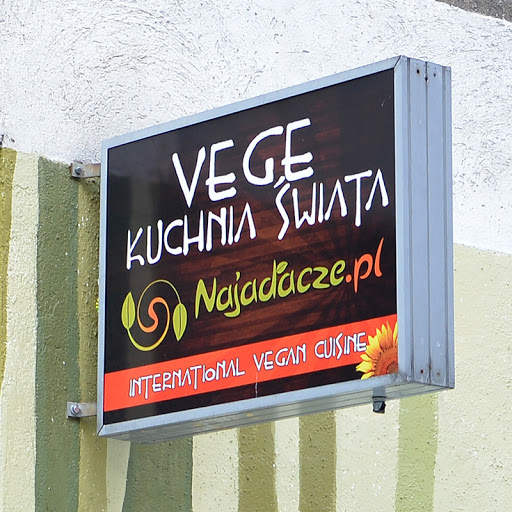 VEGE
KUCHNIA ŚWIATA
Najadacze.pl
INTERNATIONAL VEGAN CUISINE